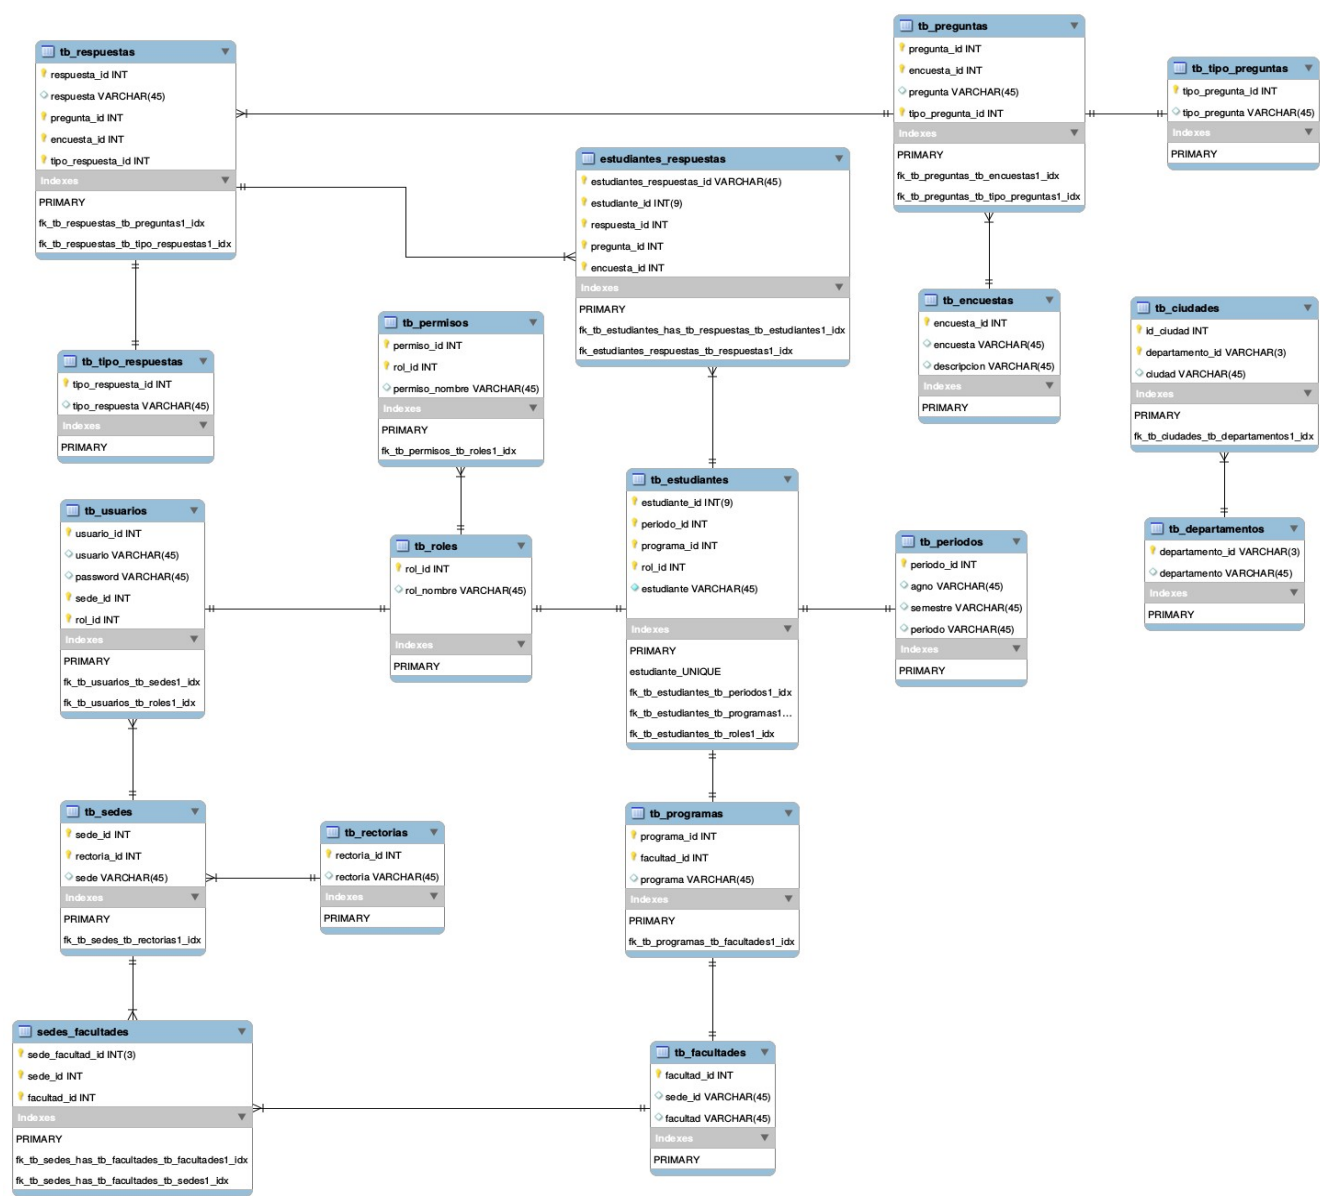 tb_respuestas
respuesta_id INT
respuesta VARCHAR(45)
pregunta_id INT
encuesta_id INT
tipo_respuesta_id INT
Indexes
PRIMARY
fk_tb_respuestas_tb_preguntas1_idx
fk_tb_respuestas_tb_tipo_respuestas1_idx
tb_preguntas
pregunta_id INT
encuesta_id INT
pregunta VARCHAR(45)
tipo_pregunta_id INT
Indexes
PRIMARY
fk_tb_preguntas_tb_encuestas1_idx
fk_tb_preguntas_tb_tipo_preguntas1_idx
tb_tipo_preguntas
tipo_pregunta_id INT
tipo_pregunta VARCHAR(45)
Indexes
PRIMARY
estudiantes_respuestas
estudiantes_respuestas_id VARCHAR(45)
estudiante_id INT(9)
respuesta_id INT
pregunta_id INT
encuesta_id INT
Indexes
PRIMARY
fk_tb_estudiantes_has_tb_respuestas_tb_estudiantes1_idx
fk_estudiantes_respuestas_tb_respuestas1_idx
tb_encuestas
encuesta_id INT
encuesta VARCHAR(45)
descripcion VARCHAR(45)
Indexes
PRIMARY
tb_ciudades
id_ciudad INT
departamento_id VARCHAR(3)
ciudad VARCHAR(45)
Indexes
PRIMARY
fk_tb_ciudades_tb_departamentos1_idx
tb_permisos
permiso_id INT
rol_id INT
permiso_nombre VARCHAR(45)
Indexes
PRIMARY
fk_tb_permisos_tb_roles1_idx
tb_tipo_respuestas
tipo_respuesta_id INT
tipo_respuesta VARCHAR(45)
Indexes
PRIMARY
tb_usuarios
usuario_id INT
usuario VARCHAR(45)
password VARCHAR(45)
sede_id INT
rol_id INT
Indexes
PRIMARY
fk_tb_usuarios_tb_sedes1_idx
fk_tb_usuarios_tb_roles1_idx
tb_roles
rol_id INT
rol_nombre VARCHAR(45)
Indexes
PRIMARY
tb_estudiantes
estudiante_id INT(9)
periodo_id INT
programa_id INT
rol_id INT
estudiante VARCHAR(45)
Indexes
PRIMARY
estudiante_UNIQUE
fk_tb_estudiantes_tb_periodos1_idx
fk_tb_estudiantes_tb_programas1...
fk_tb_estudiantes_tb_roles1_idx
tb_periodos
periodo_id INT
agno VARCHAR(45)
semestre VARCHAR(45)
periodo VARCHAR(45)
Indexes
PRIMARY
tb_departamentos
departamento_id VARCHAR(3)
departamento VARCHAR(45)
Indexes
PRIMARY
tb_sedes
sede_id INT
rectoria_id INT
sede VARCHAR(45)
Indexes
PRIMARY
fk_tb_sedes_tb_rectorias1_idx
tb_rectorias
rectoria_id INT
rectoria VARCHAR(45)
Indexes
PRIMARY
tb_programas
programa_id INT
facultad_id INT
programa VARCHAR(45)
Indexes
PRIMARY
fk_tb_programas_tb_facultades1_idx
sedes_facultades
sede_facultad_id INT(3)
sede_id INT
facultad_id INT
Indexes
PRIMARY
fk_tb_sedes_has_tb_facultades_tb_facultades1_idx
fk_tb_sedes_has_tb_facultades_tb_sedes1_idx
tb_facultades
facultad_id INT
sede_id VARCHAR(45)
facultad VARCHAR(45)
Indexes
PRIMARY